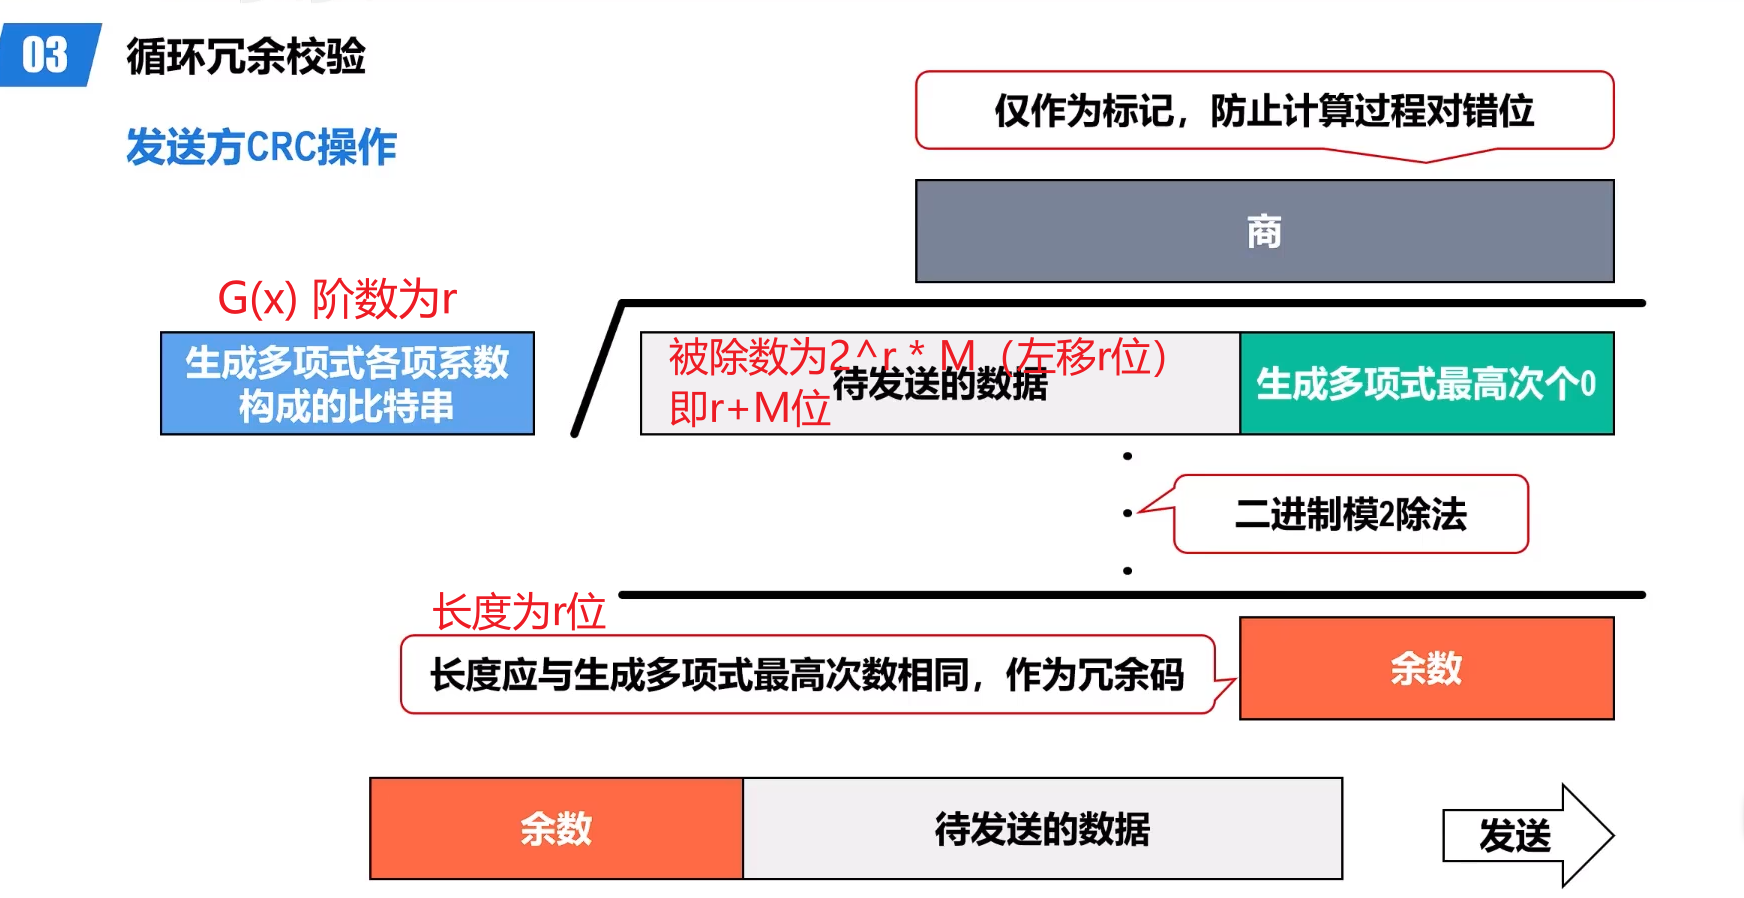 03
循环冗余校验
发送方CRC操作
仅作为标记，防止计算过程对错位
商
G(x) 阶数为r
生成多项式各项系数
构成的比特串
被除数为2^r * M（左移r位）
即r+M位
待发送的数据
生成多项式最高次个0
二进制模2除法
长度为r位
长度应与生成多项式最高次数相同，作为冗余码
余数
余数
待发送的数据
发送